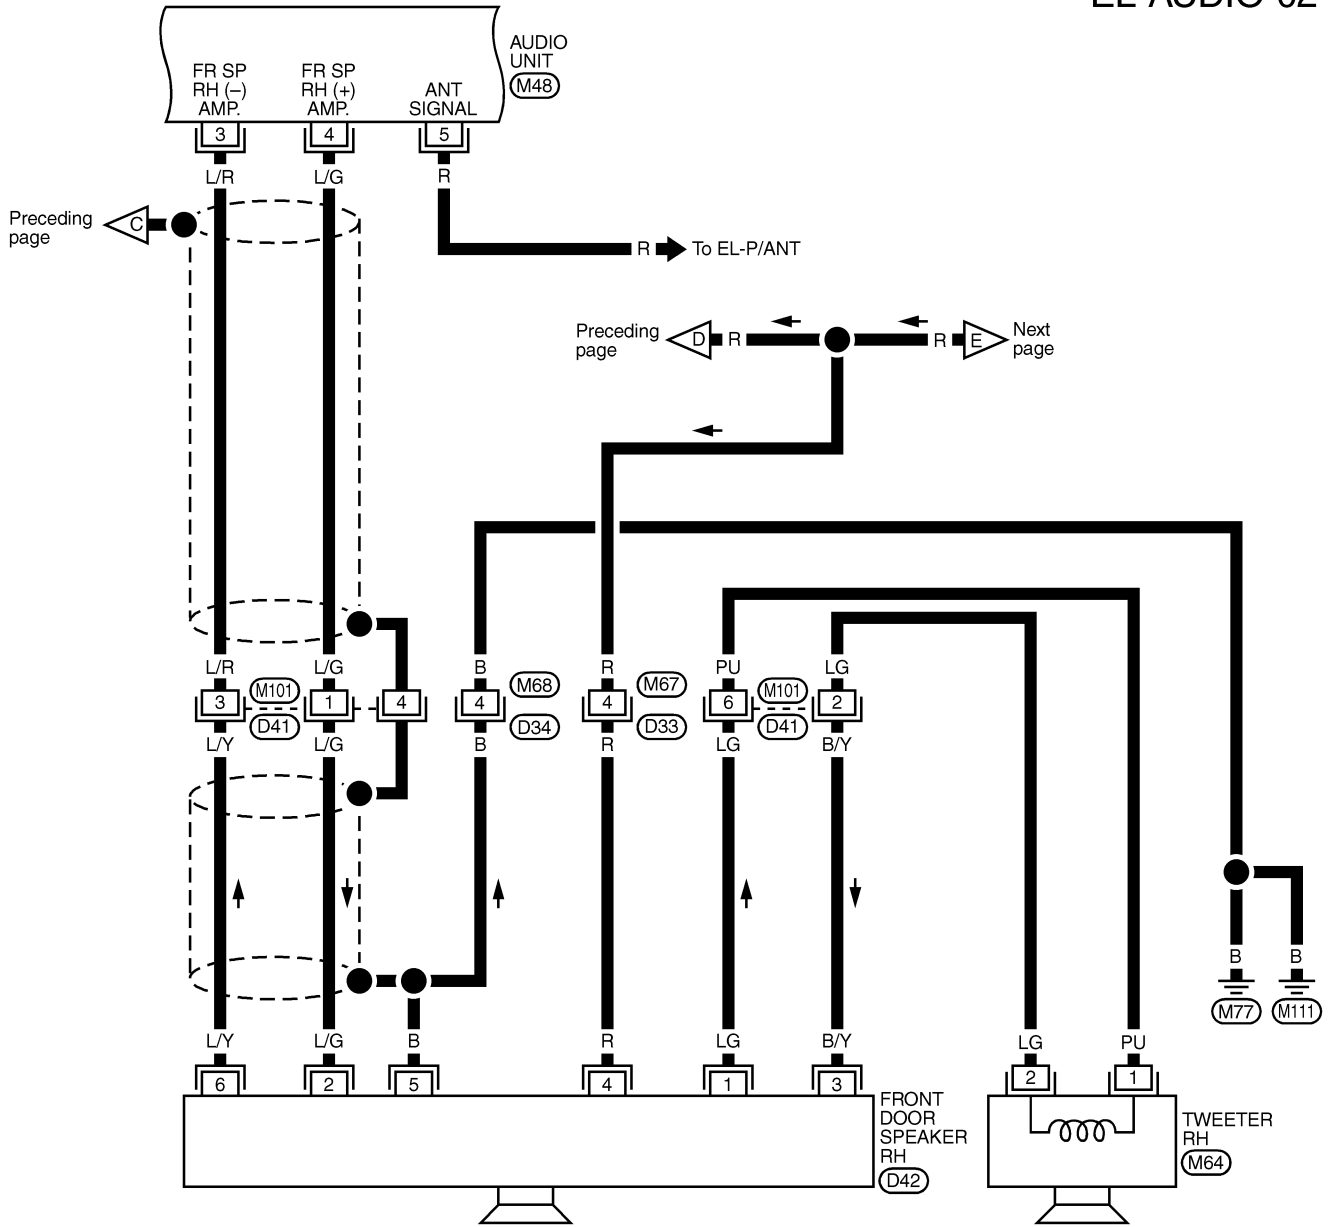 EL-AUDIO-02
AUDIO
UNIT
M48
FR SP
RH (–)
AMP.
FR SP
RH (+)
AMP.
ANT
SIGNAL
3
4
5
L/R
L/G
R
Preceding
page
C
R
To EL-P/ANT
Preceding
page
D
R
R
E
Next
page
L/R
L/G
B
R
PU
LG
3
M101
D41
1
4
4
M68
D34
4
M67
D33
6
M101
D41
2
L/Y
L/G
B
R
LG
B/Y
B
B
M77
M111
L/Y
L/G
B
R
LG
B/Y
LG
PU
6
2
5
4
1
3
2
1
FRONT
DOOR
SPEAKER
RH
D42
TWEETER
RH
M64